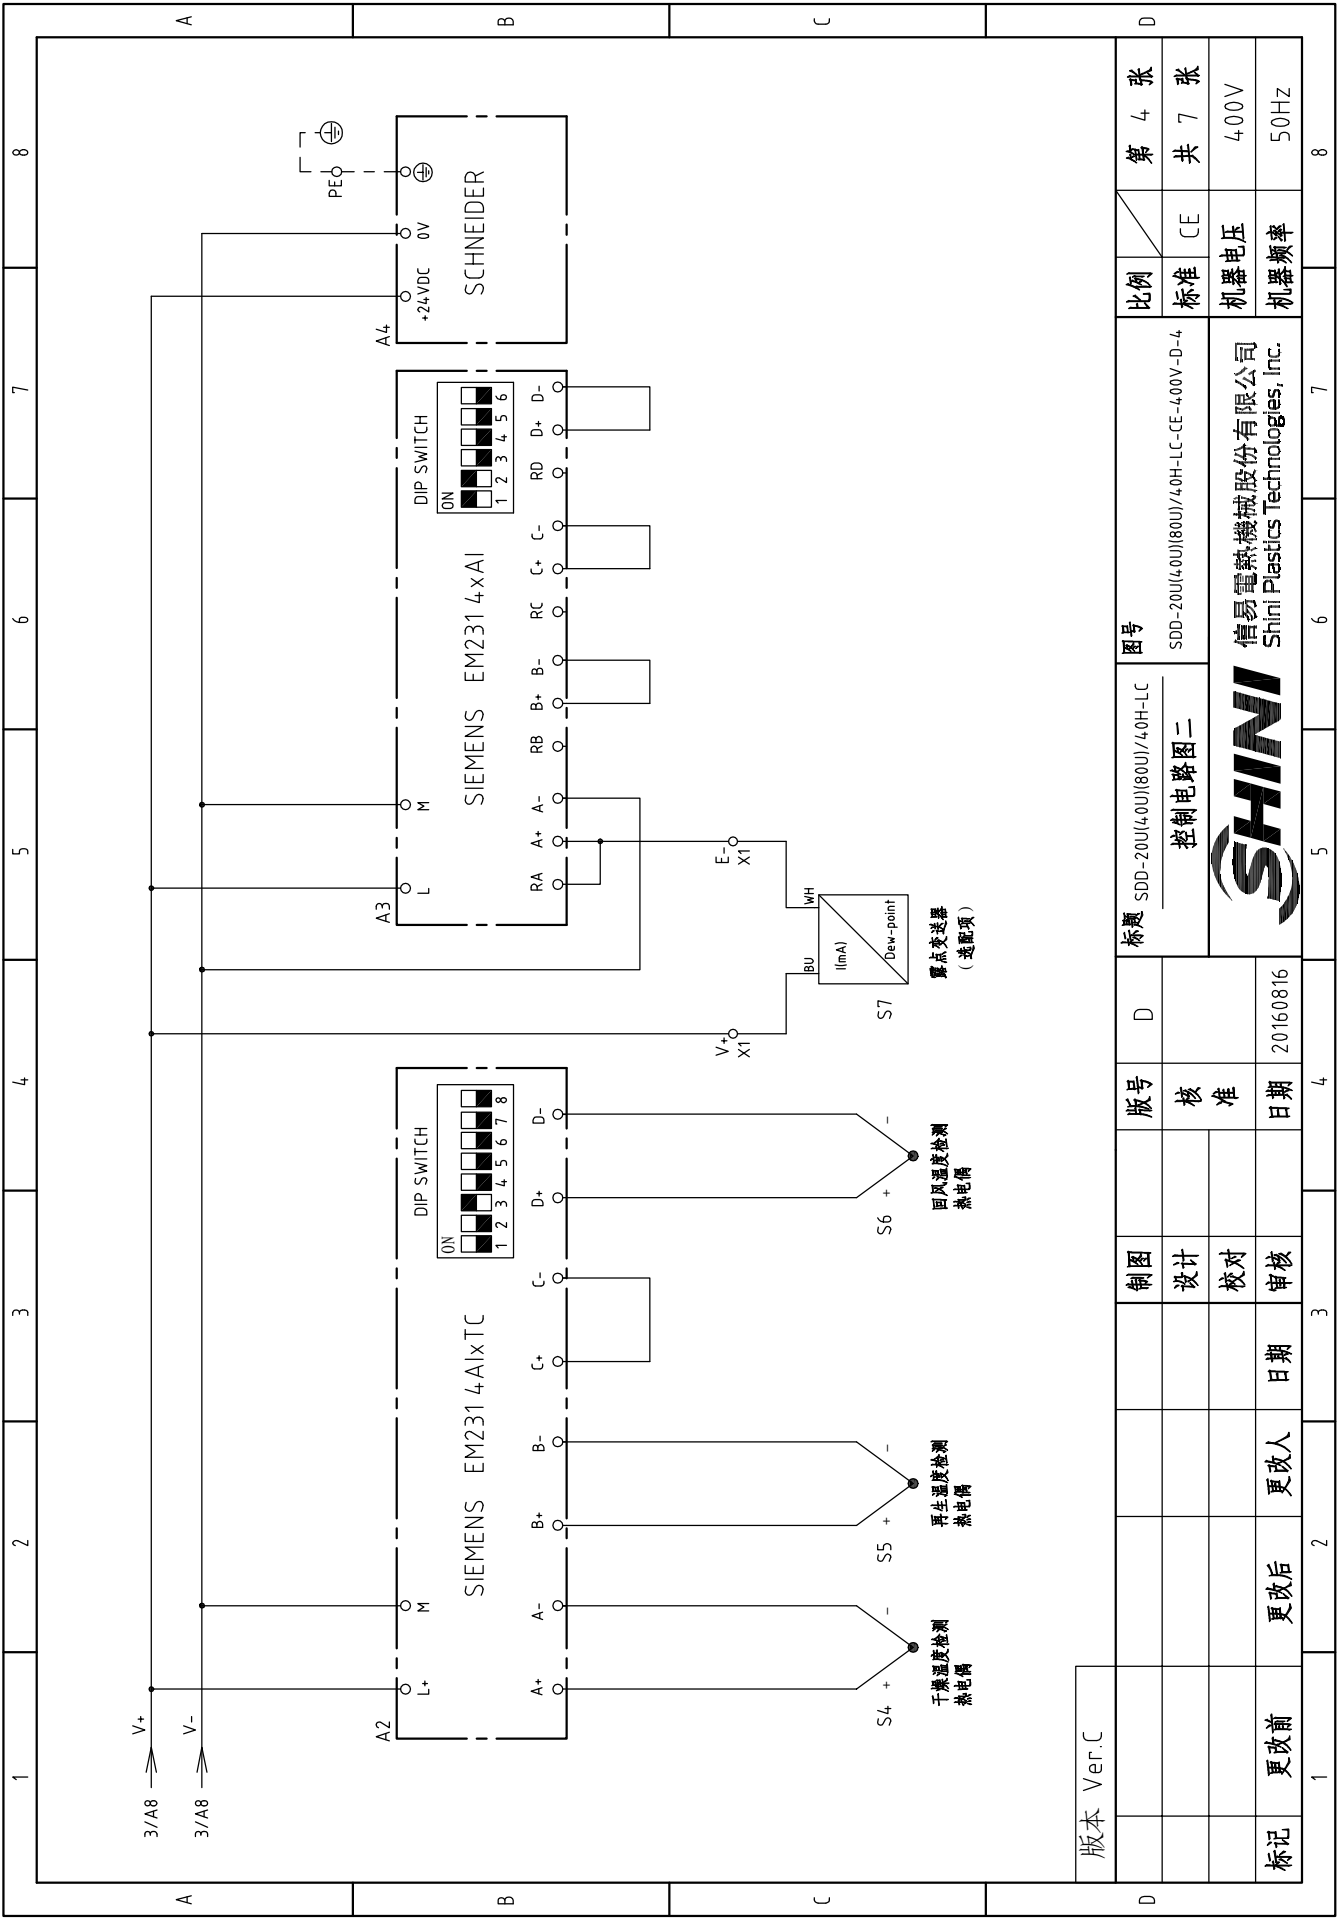 1 2 3 4 5 6 7 8
A
B
C
D
3/A8 V+
3/A8 V-
A2
L+ M
SIEMENS EM231 4AIxTC
DIP SWITCH
ON
1 2 3 4 5 6 7 8
A+ A- B+ B- C+ C- D+ D-
S4 + -
干燥温度检测
热电偶
S5 + -
再生温度检测
热电偶
S6 + -
回风温度检测
热电偶
V+
X1
E-
X1
S7
BU WH
I(mA)
Dew-point
露点变送器
(选配项)
A3
L M
SIEMENS EM231 4xAI
DIP SWITCH
ON
1 2 3 4 5 6
RA A+ A- RB B+ B- RC C+ C- RD D+ D-
A4
+24VDC 0V
PE
SCHNEIDER
版本 Ver.C
标记 更改前 更改后 更改人 日期
制图
设计
校对
审核
版号 D
核
准
日期 20160816
标题 SDD-20U(40U)(80U)/40H-LC
控制电路图二
图号
SDD-20U(40U)(80U)/40H-LC-CE-400V-D-4
SHINI
信易電熱機械股份有限公司
Shini Plastics Technologies, Inc.
比例 第 4 张
标准 CE 共 7 张
机器电压 400V
机器频率 50Hz
A
B
C
D
1 2 3 4 5 6 7 8